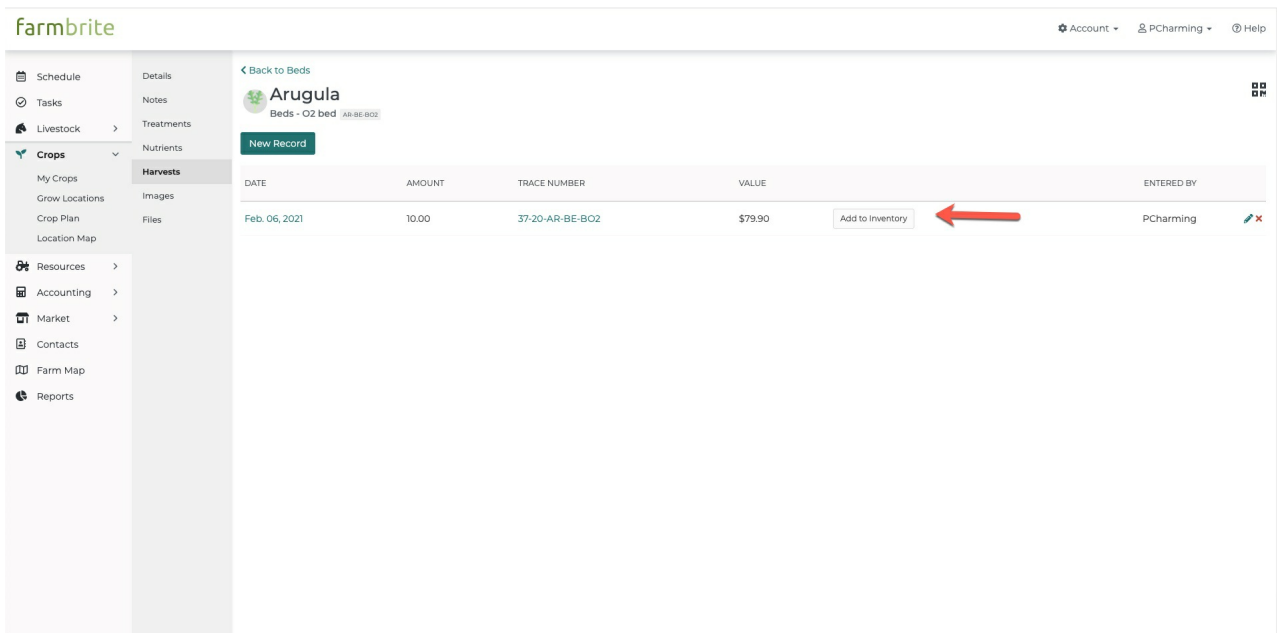 farmbrite
Account
PCharming
Help
Schedule
Tasks
Livestock
Crops
My Crops
Grow Locations
Crop Plan
Location Map
Resources
Accounting
Market
Contacts
Farm Map
Reports
Details
Notes
Treatments
Nutrients
Harvests
Images
Files
Back to Beds
Arugula
Beds - O2 bed AR-BE-BO2
New Record
DATE AMOUNT TRACE NUMBER VALUE ENTERED BY
Feb. 06, 2021 10.00 37-20-AR-BE-BO2 $79.90 Add to Inventory PCharming